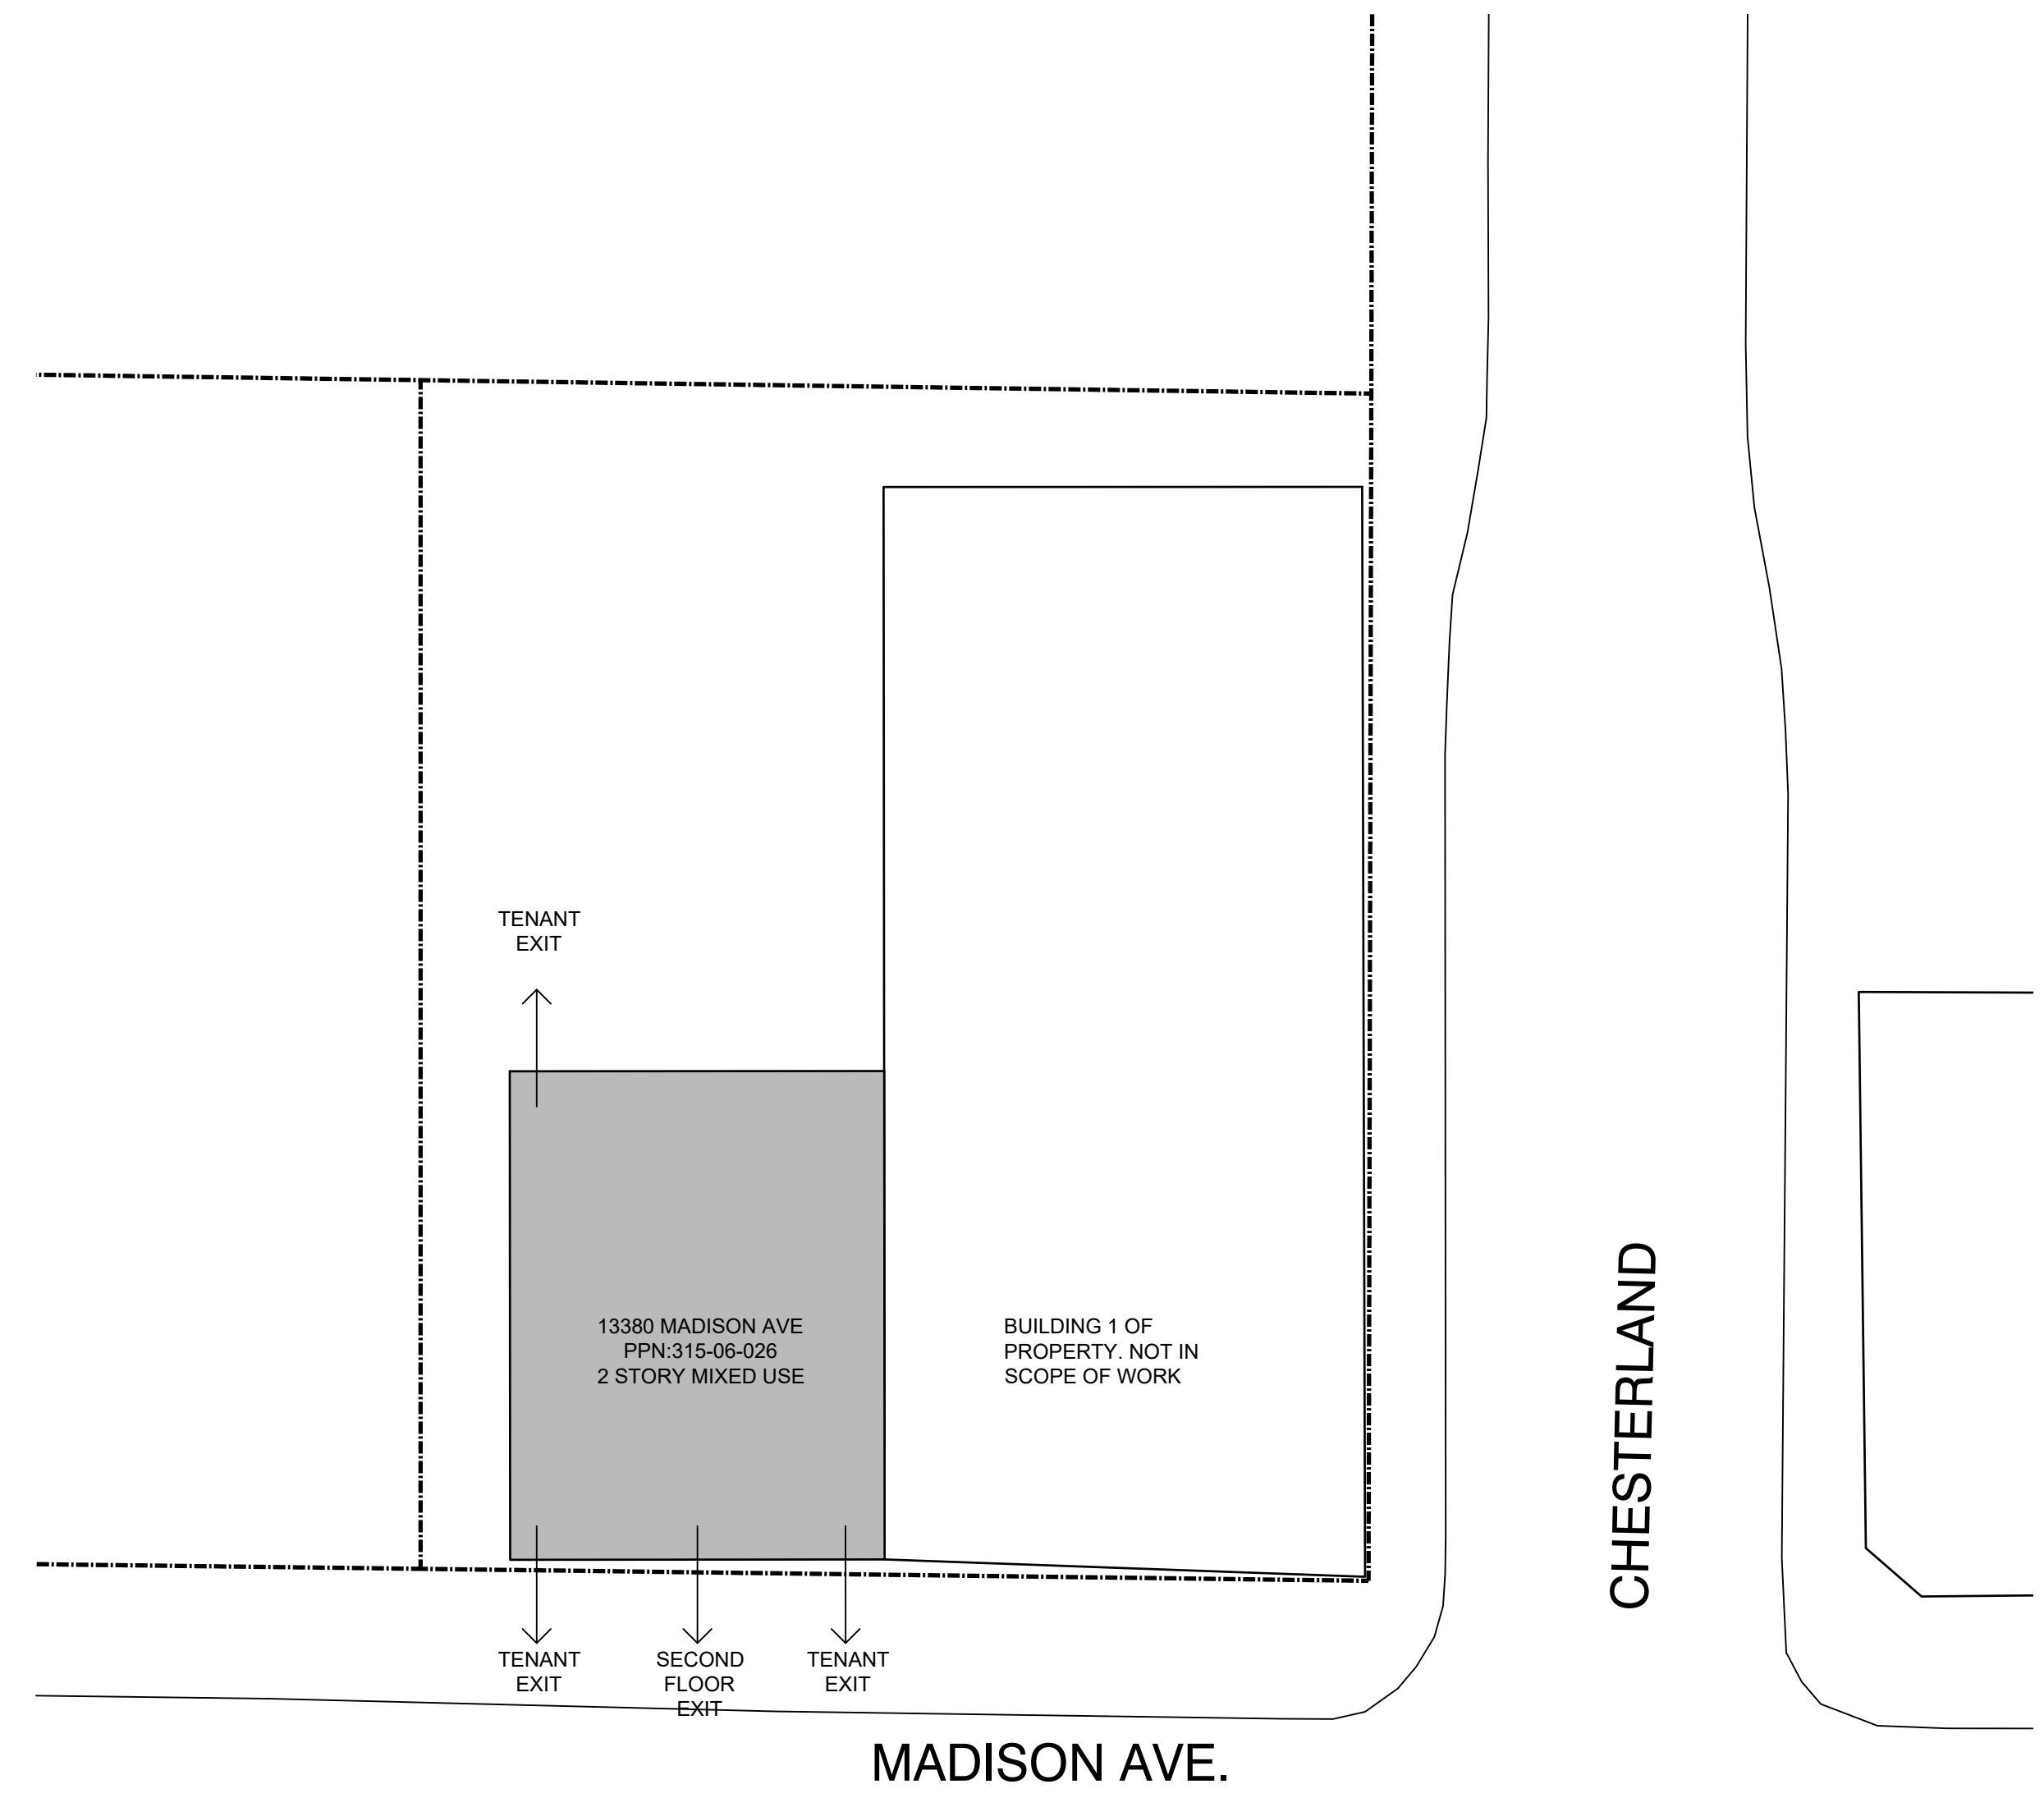 TENANT
EXIT
13380 MADISON AVE
PPN:315-06-026
2 STORY MIXED USE
BUILDING 1 OF
PROPERTY. NOT IN
SCOPE OF WORK
CHESTERLAND
TENANT
EXIT
SECOND
FLOOR
EXIT
TENANT
EXIT
MADISON AVE.